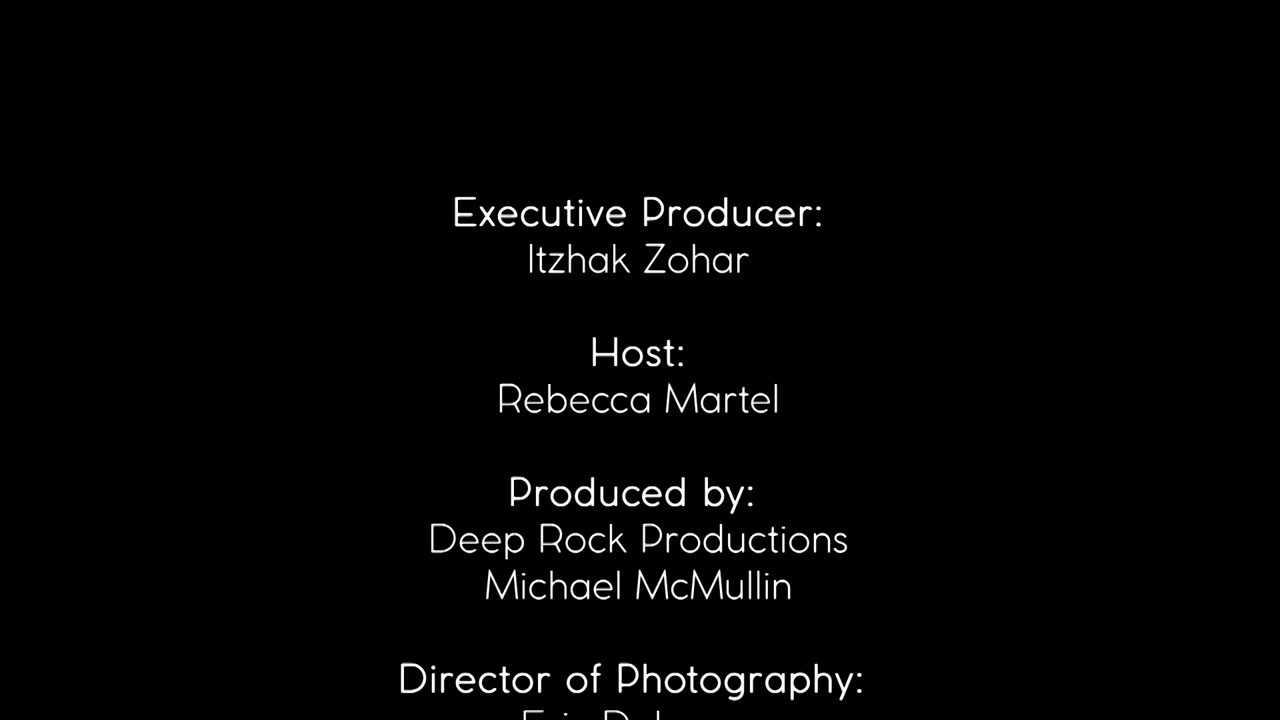 Executive Producer:
Itzhak Zohar
Host:
Rebecca Martel
Produced by:
Deep Rock Productions
Michael McMullin
Director of Photography: